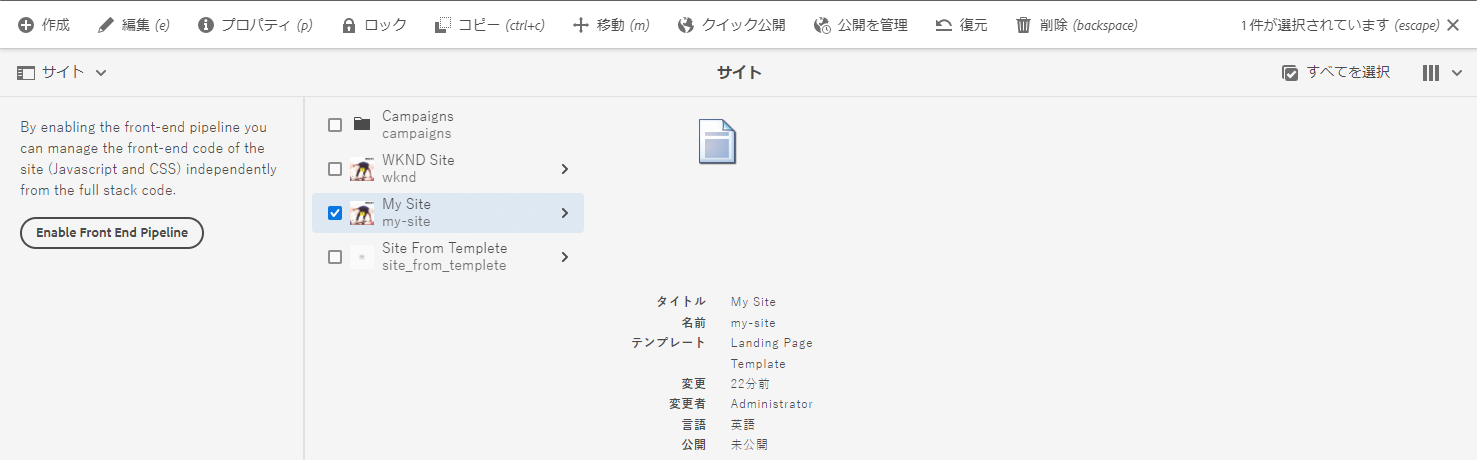 作成 編集 (e) プロパティ (p) ロック コピー (ctrl+c) 移動 (m) クイック公開 公開を管理 復元 削除 (backspace) 1 件が選択されています (escape)
サイト サイト すべてを選択
By enabling the front-end pipeline you
can manage the front-end code of the
site (Javascript and CSS) independently
from the full stack code.
Enable Front End Pipeline
Campaigns
campaigns
WKND Site
wknd
My Site
my-site
Site From Templete
site_from_templete
タイトル My Site
名前 my-site
テンプレート Landing Page
Template
変更 22分前
変更者 Administrator
言語 英語
公開 未公開